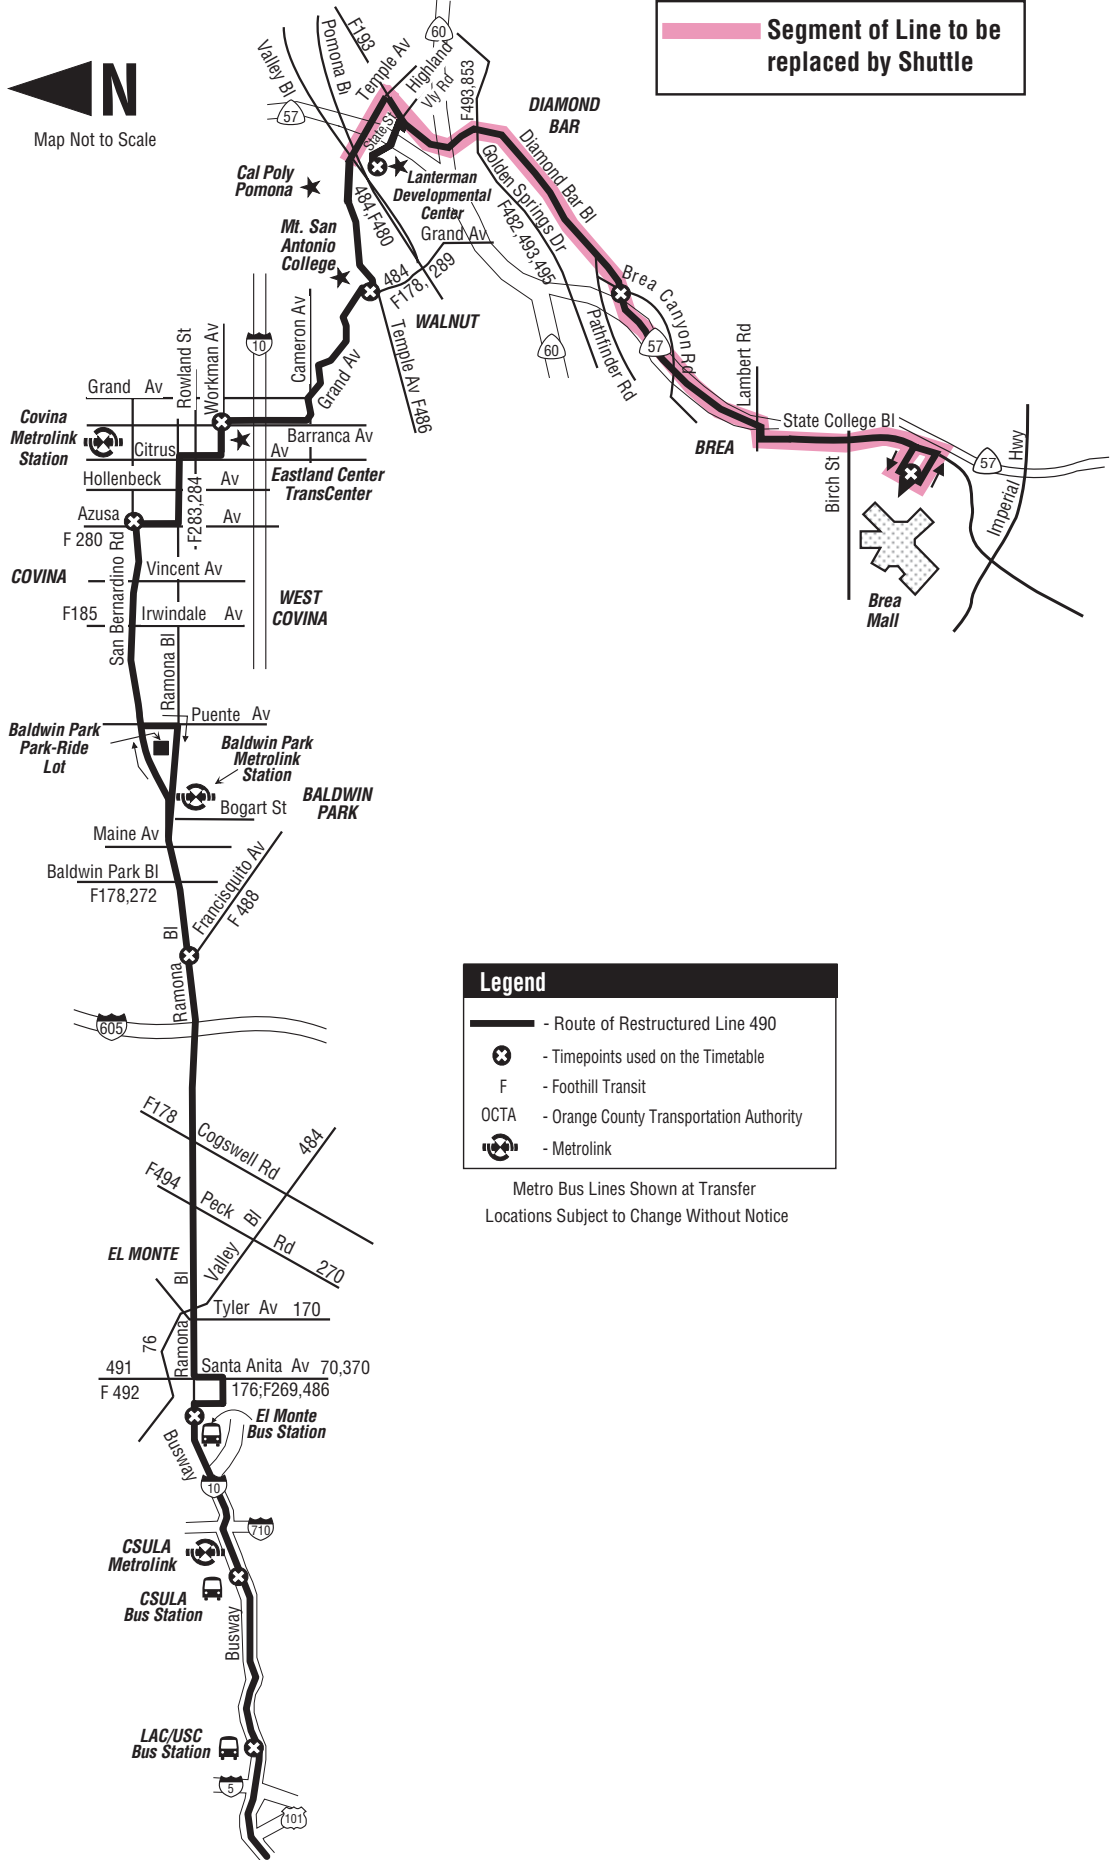 Segment of Line to be
replaced by Shuttle
N
Map Not to Scale
F193
Valley Bl
Pomona Bl
Temple Av
60
Highland
Vly Rd
F493,853
57
State St
DIAMOND
BAR
Cal Poly
Pomona
Lanterman
Developmental
Center
Diamond Bar Bl
Golden Springs Dr
F482,493,495
484,F480
Grand Av
Mt. San
Antonio
College
484
F178, 289
WALNUT
Temple Av F486
Brea Canyon Rd
Pathfinder Rd
57
60
10
Cameron Av
Grand Av
Rowland St
Workman Av
Grand Av
Covina
Metrolink
Station
Citrus Av
Barranca Av
Eastland Center
TransCenter
Hollenbeck Av
Azusa Av
F 280
- F283,284
San Bernardino Rd
COVINA
Vincent Av
WEST
COVINA
F185
Irwindale Av
Ramona Bl
Lambert Rd
State College Bl
BREA
Birch St
57
Imperial Hwy
Brea
Mall
Puente Av
Baldwin Park
Park-Ride
Lot
Baldwin Park
Metrolink
Station
BALDWIN
PARK
Bogart St
Maine Av
Baldwin Park Bl
F178,272
Francisquito Av
F 488
Ramona Bl
605
Legend
- Route of Restructured Line 490
- Timepoints used on the Timetable
F - Foothill Transit
OCTA - Orange County Transportation Authority
- Metrolink
Metro Bus Lines Shown at Transfer
Locations Subject to Change Without Notice
F178
Cogswell Rd
484
F494
Peck Rd
270
Valley Bl
EL MONTE
Ramona Bl
Tyler Av 170
76
491
Santa Anita Av 70,370
F 492
176;F269,486
El Monte
Bus Station
Busway
10
710
CSULA
Metrolink
CSULA
Bus Station
Busway
LAC/USC
Bus Station
5
101